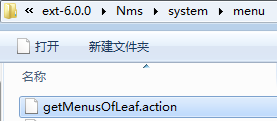 « ext-6.0.0 ▸ Nms ▸ system ▸ menu
打开 新建文件夹
名称
getMenusOfLeaf.action